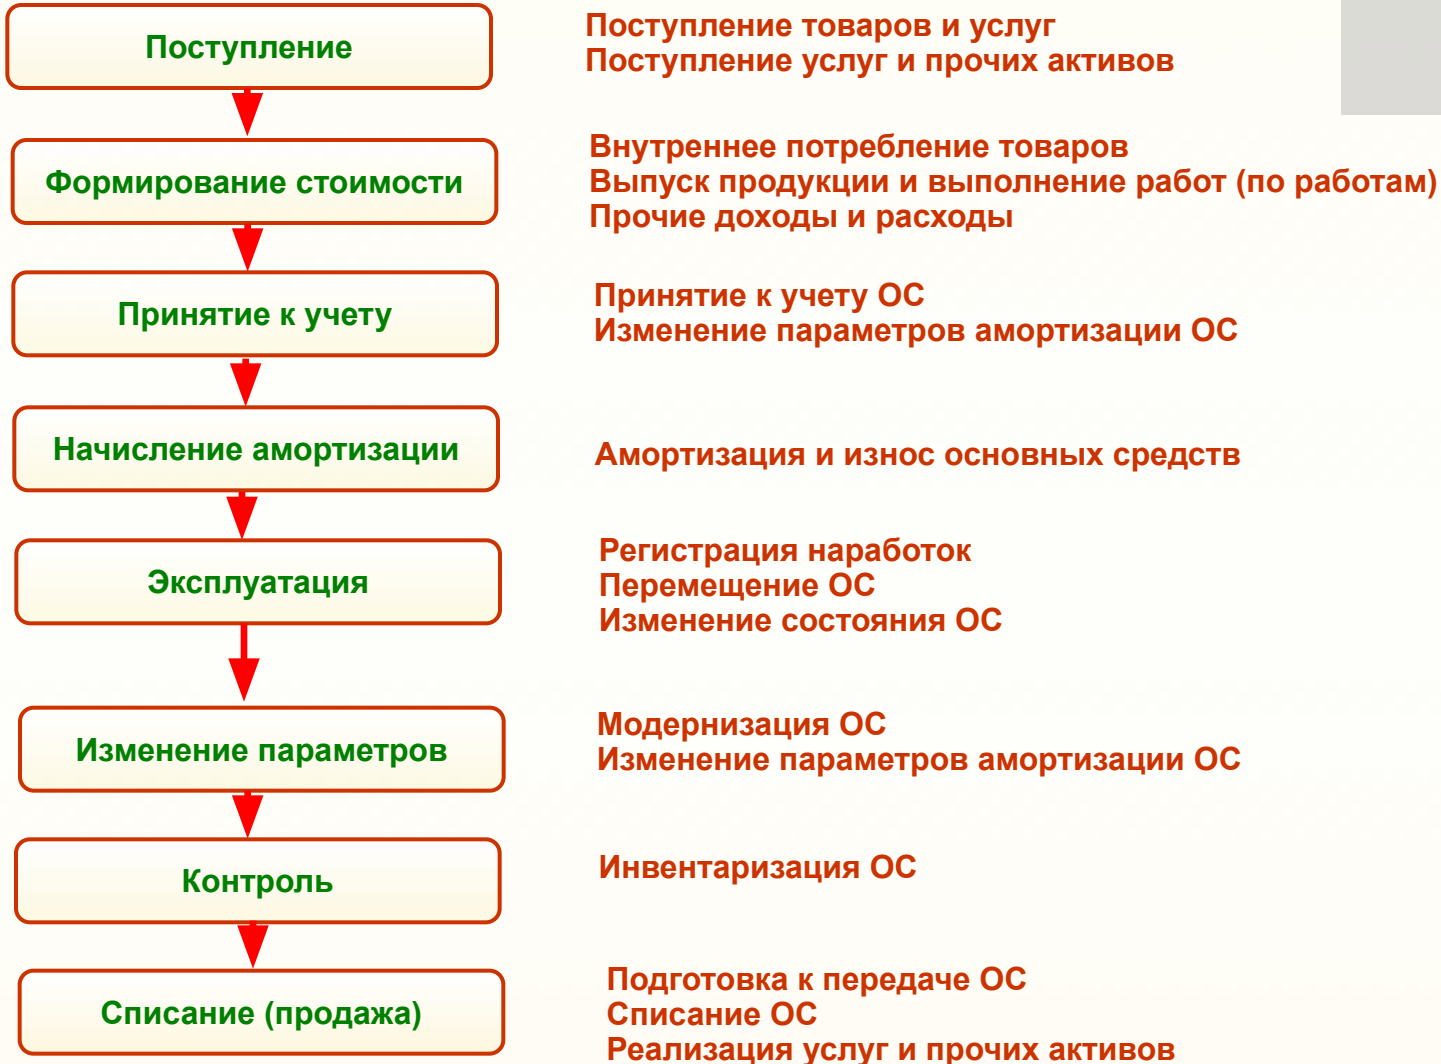 Поступление
Поступление товаров и услуг
Поступление услуг и прочих активов
Формирование стоимости
Внутреннее потребление товаров
Выпуск продукции и выполнение работ (по работам)
Прочие доходы и расходы
Принятие к учету
Принятие к учету ОС
Изменение параметров амортизации ОС
Начисление амортизации
Амортизация и износ основных средств
Эксплуатация
Регистрация наработок
Перемещение ОС
Изменение состояния ОС
Изменение параметров
Модернизация ОС
Изменение параметров амортизации ОС
Контроль
Инвентаризация ОС
Списание (продажа)
Подготовка к передаче ОС
Списание ОС
Реализация услуг и прочих активов